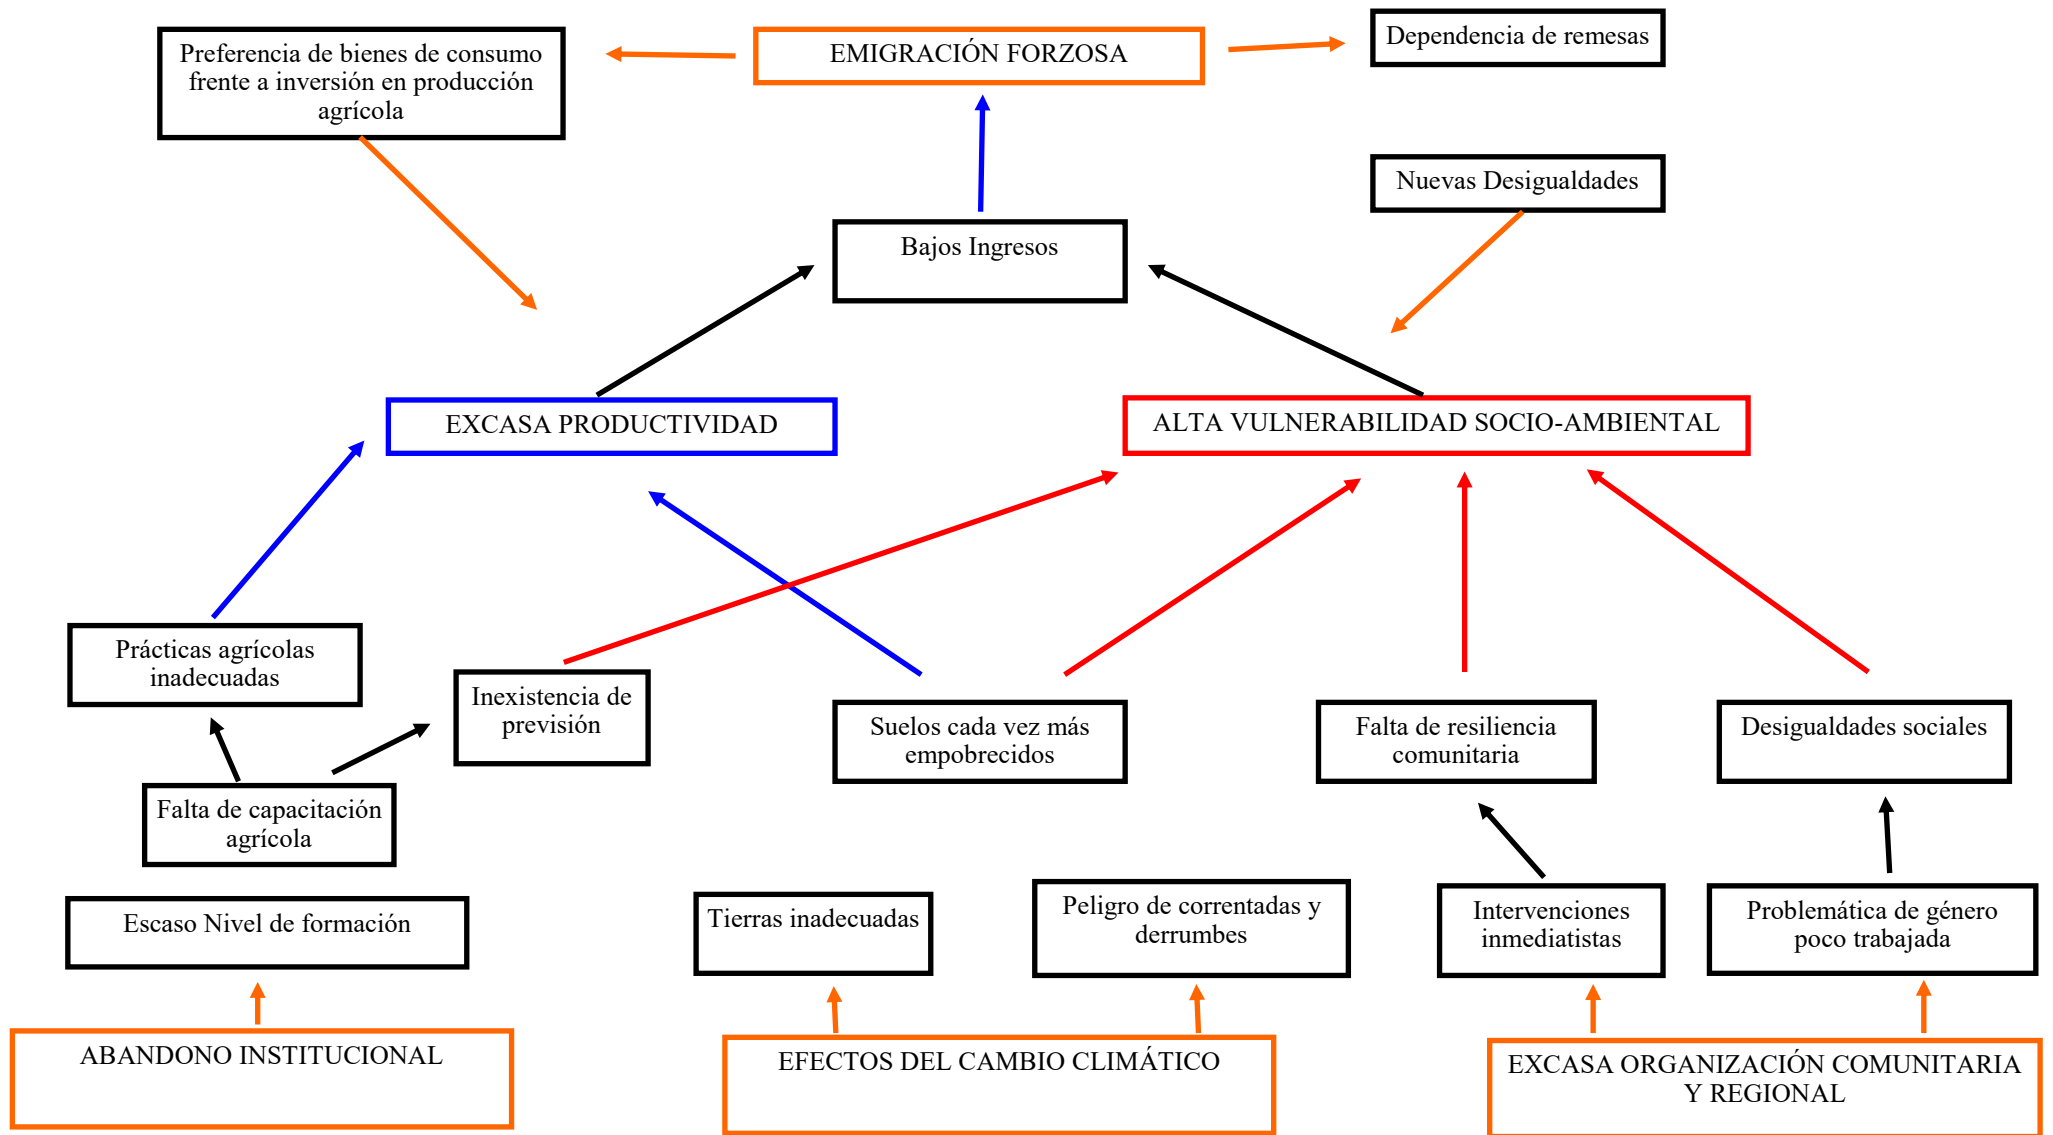 Preferencia de bienes de consumo
frente a inversión en producción
agrícola
EMIGRACIÓN FORZOSA
Dependencia de remesas
Nuevas Desigualdades
Bajos Ingresos
EXCASA PRODUCTIVIDAD
ALTA VULNERABILIDAD SOCIO-AMBIENTAL
Prácticas agrícolas
inadecuadas
Inexistencia de
previsión
Suelos cada vez más
empobrecidos
Falta de resiliencia
comunitaria
Desigualdades sociales
Falta de capacitación
agrícola
Escaso Nivel de formación
Tierras inadecuadas
Peligro de correntadas y
derrumbes
Intervenciones
inmediatistas
Problemática de género
poco trabajada
ABANDONO INSTITUCIONAL
EFECTOS DEL CAMBIO CLIMÁTICO
EXCASA ORGANIZACIÓN COMUNITARIA
Y REGIONAL